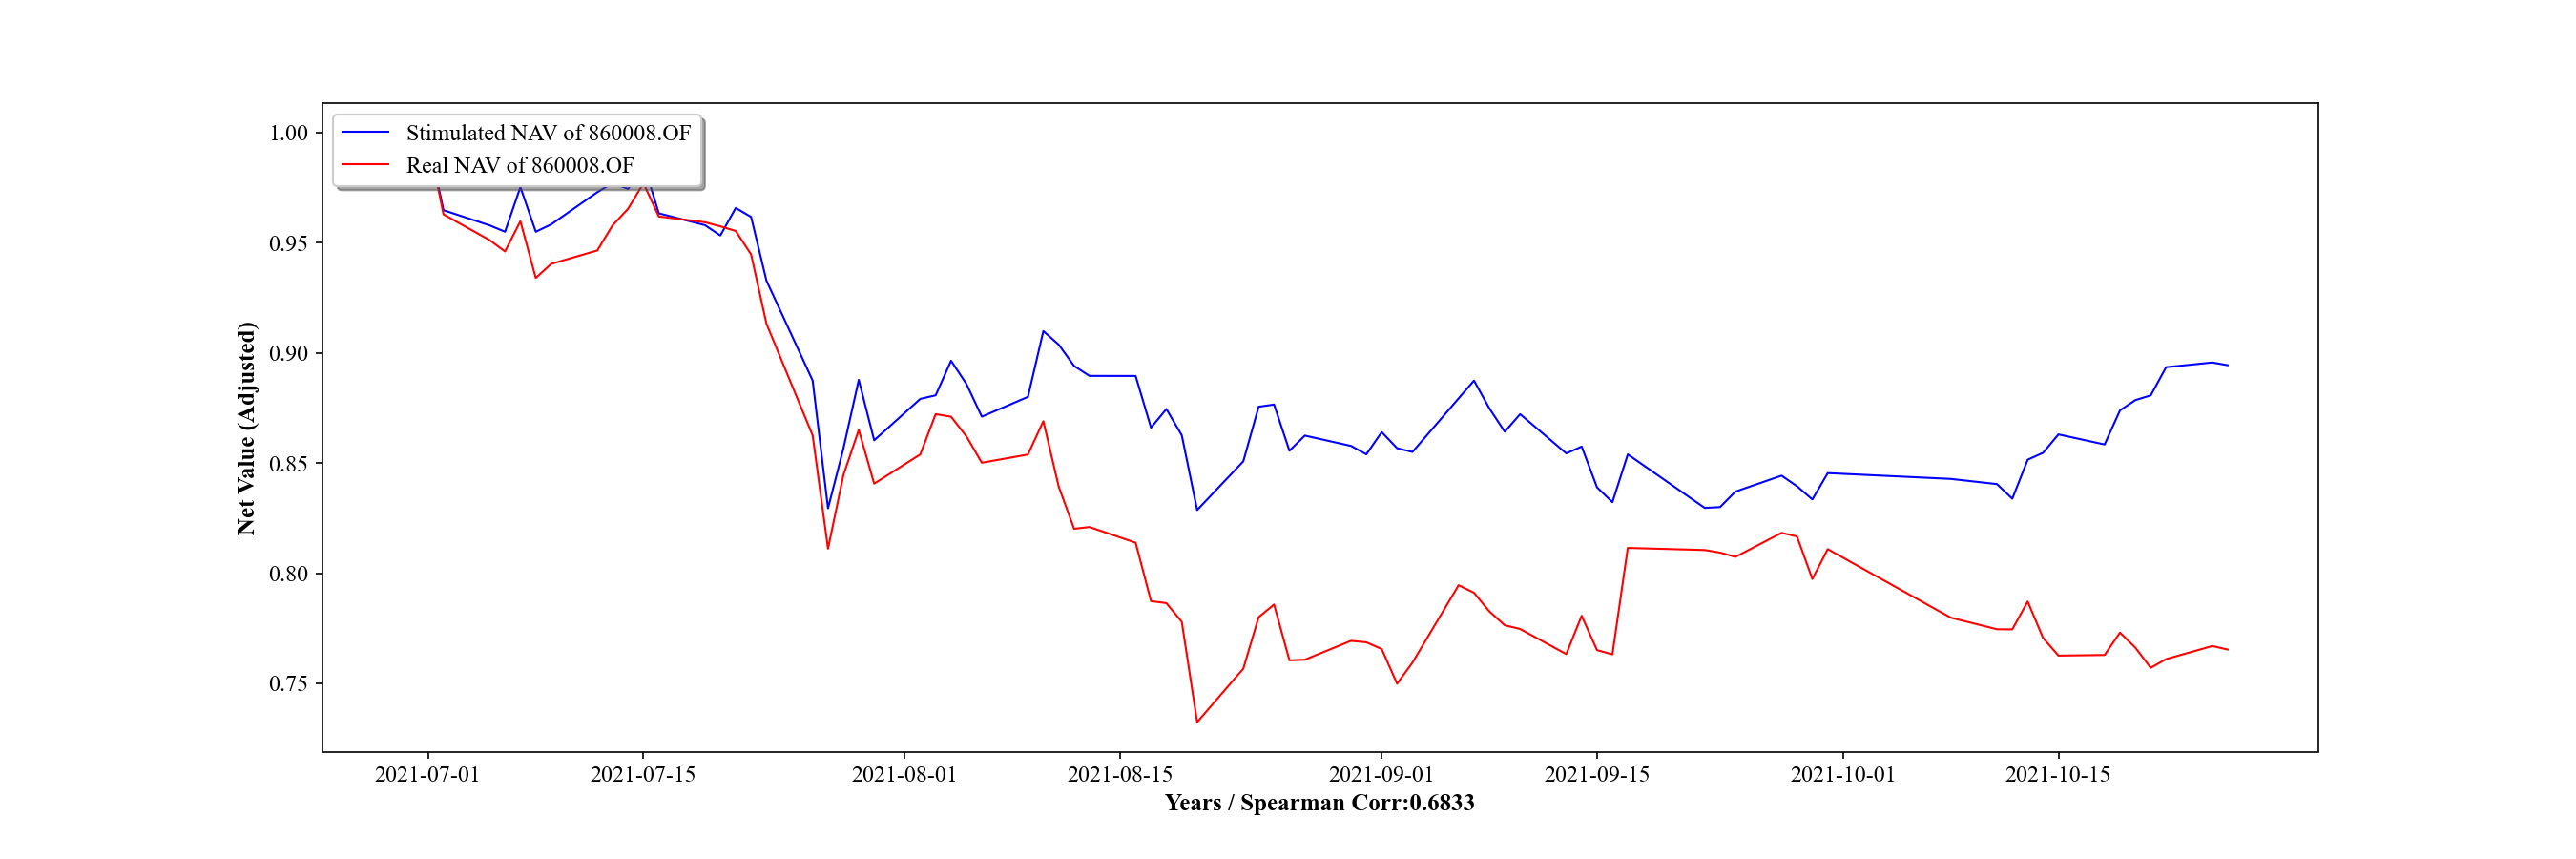 Stimulated NAV of 860008.OF
Real NAV of 860008.OF
1.00
0.95
0.90
0.85
0.80
0.75
Net Value (Adjusted)
2021-07-01 2021-07-15 2021-08-01 2021-08-15 2021-09-01 2021-09-15 2021-10-01 2021-10-15
Years / Spearman Corr:0.6833